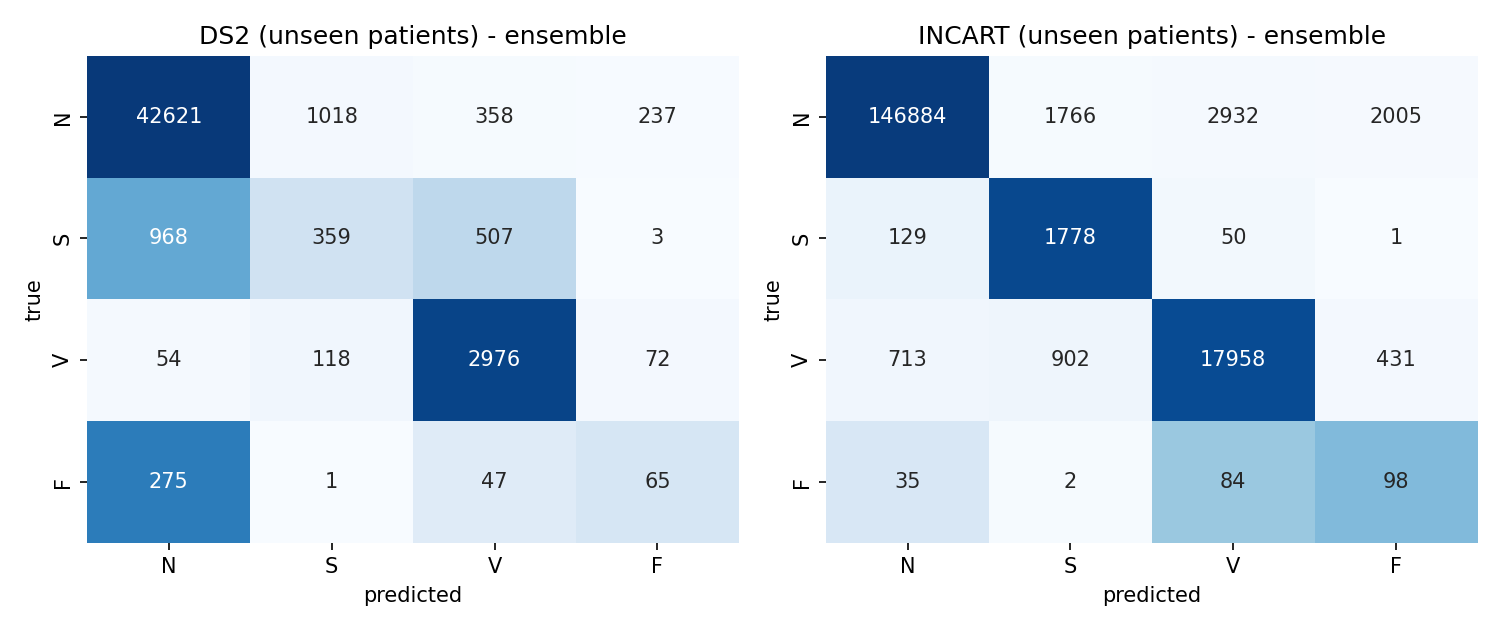 DS2 (unseen patients) - ensemble
N 42621 1018 358 237
S 968 359 507 3
V 54 118 2976 72
F 275 1 47 65
N S V F
predicted
true
INCART (unseen patients) - ensemble
N 146884 1766 2932 2005
S 129 1778 50 1
V 713 902 17958 431
F 35 2 84 98
N S V F
predicted
true